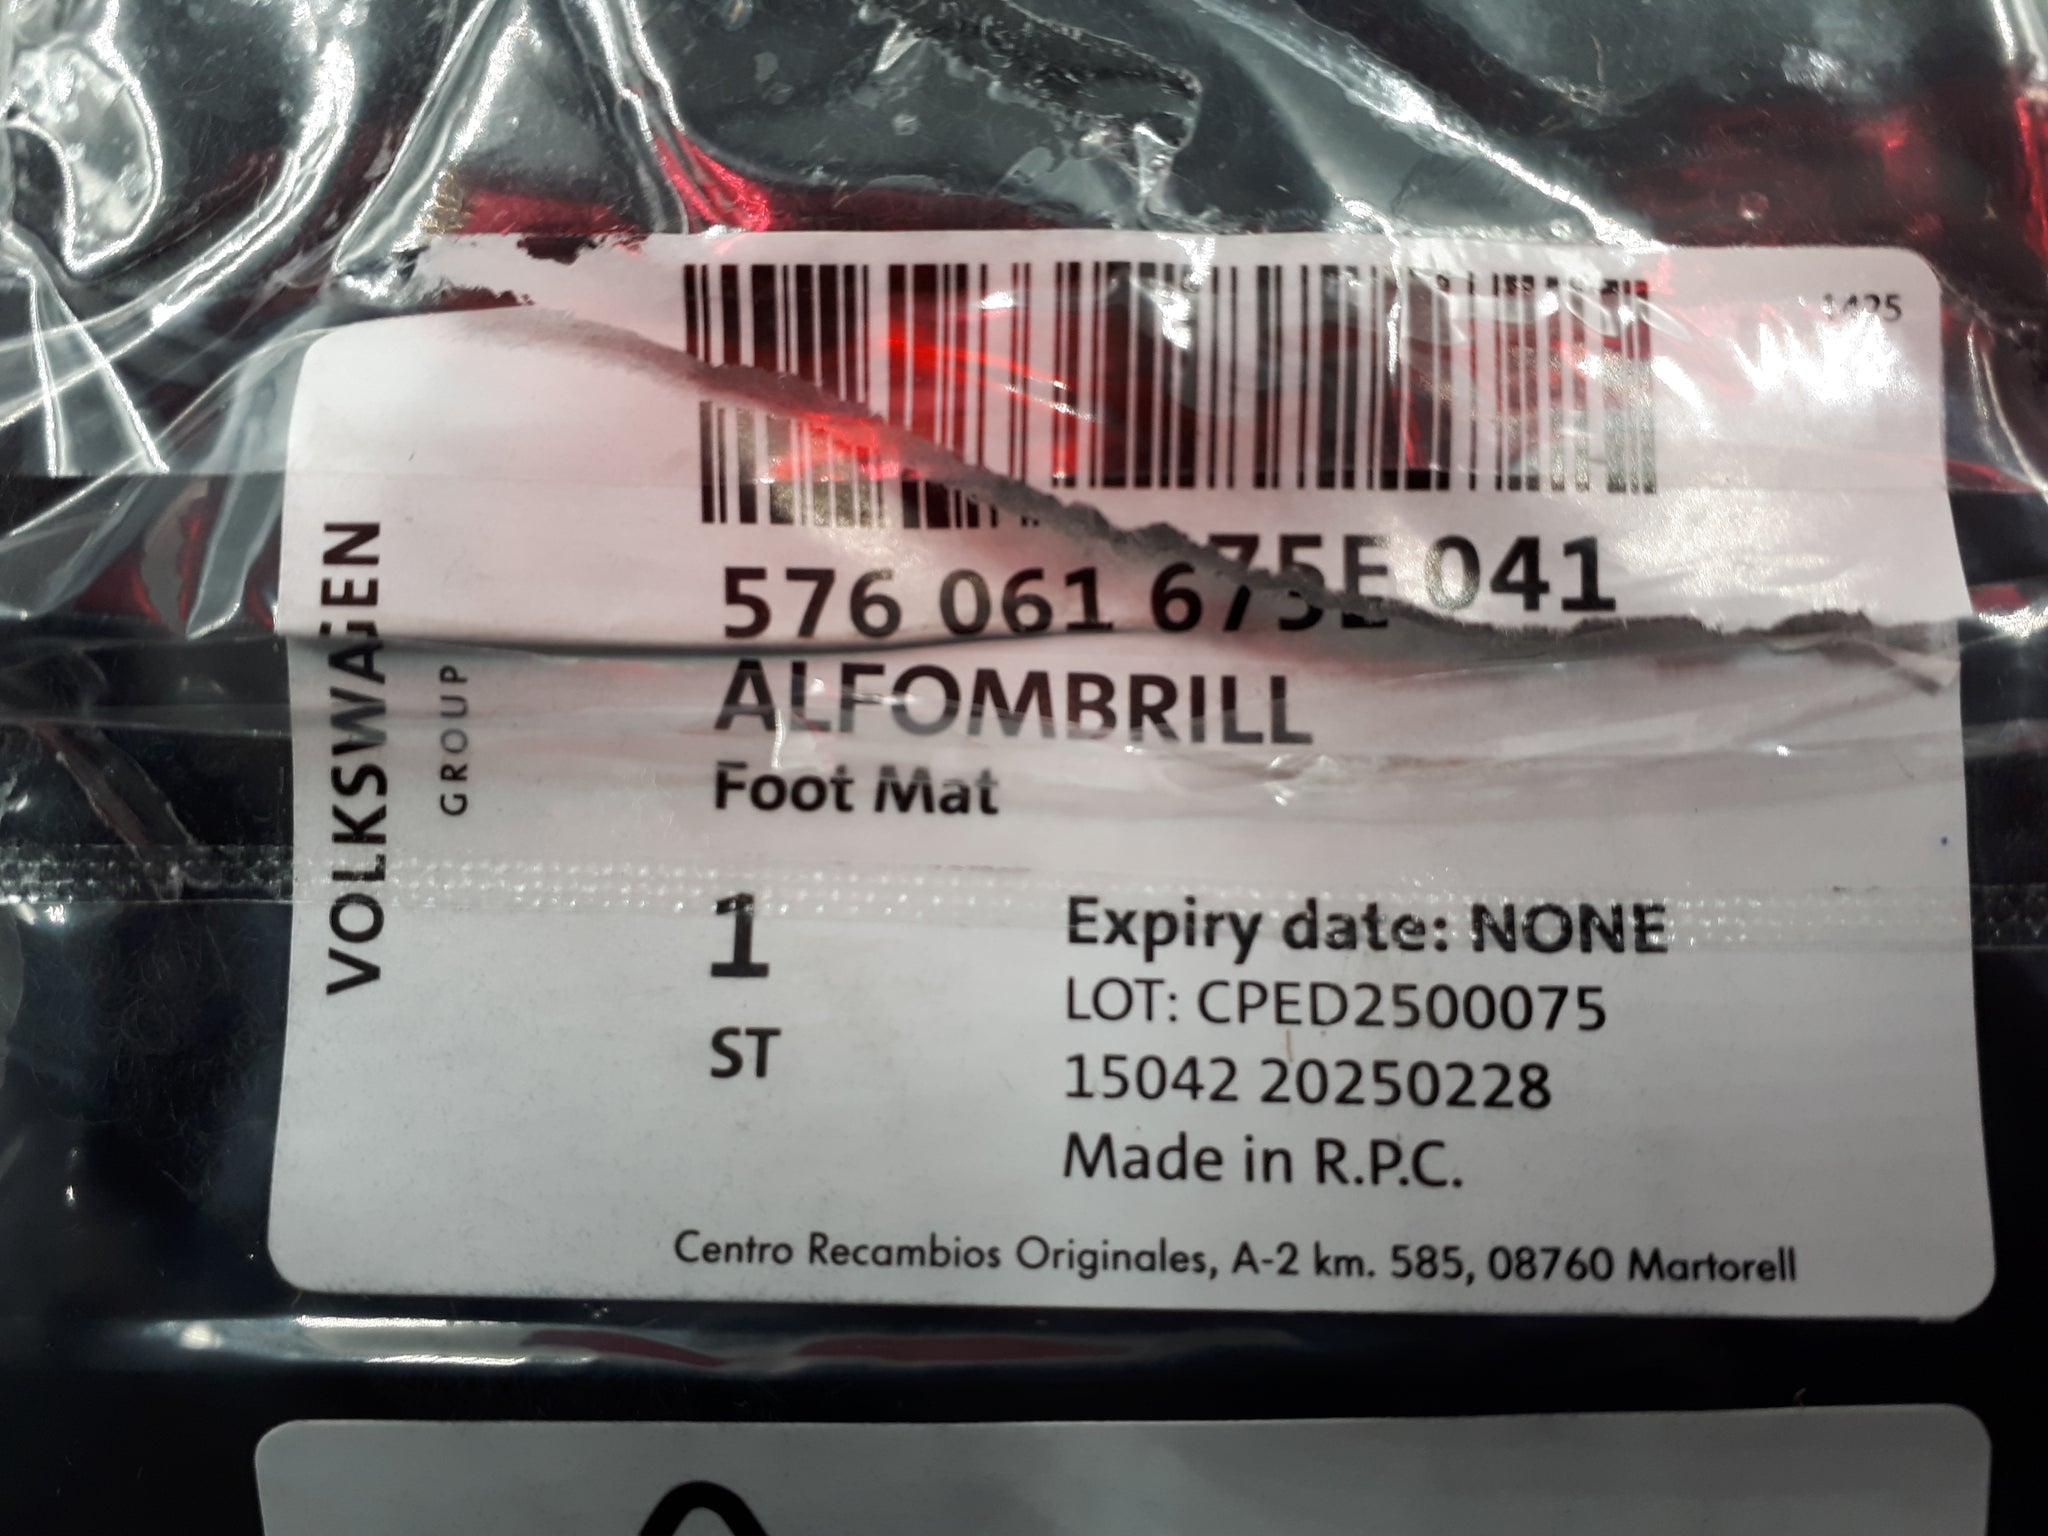 1425
576 061 675E 041
ALFOMBRILL
Foot Mat
1
ST
Expiry date: NONE
LOT: CPED2500075
15042 20250228
Made in R.P.C.
Centro Recambios Originales, A-2 km. 585, 08760 Martorell
VOLKSWAGEN
GROUP